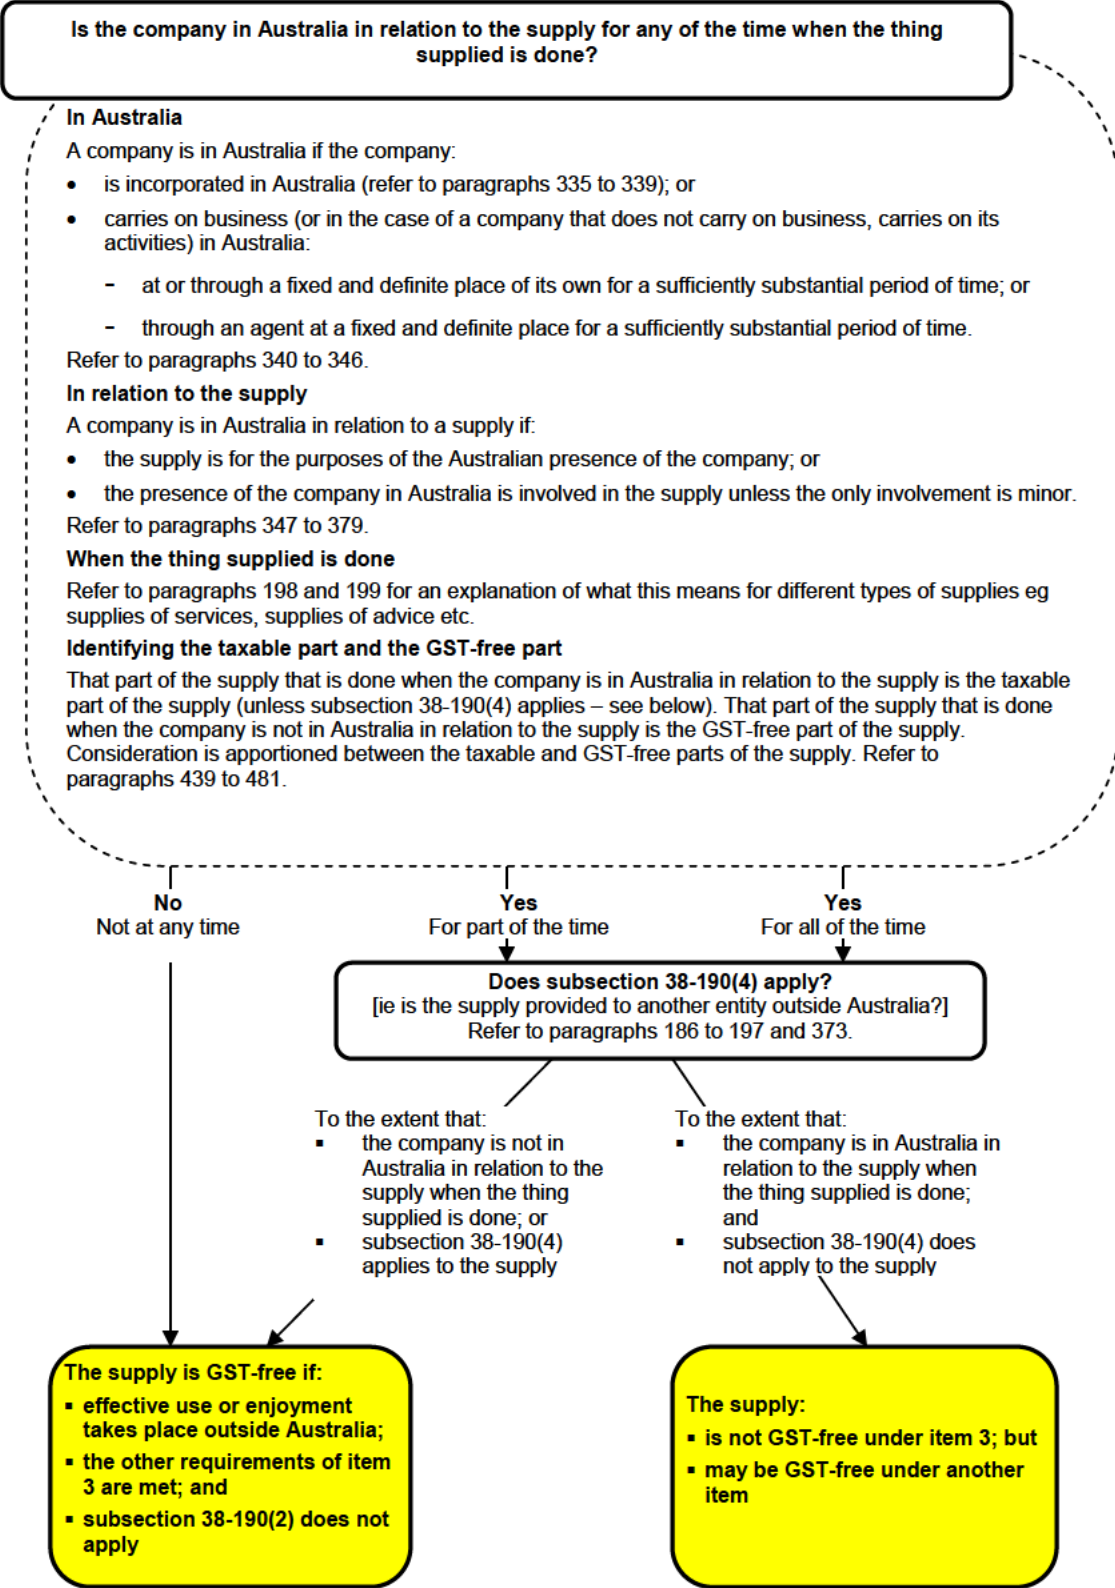 Is the company in Australia in relation to the supply for any of the time when the thing
supplied is done?
In Australia
A company is in Australia if the company:
• is incorporated in Australia (refer to paragraphs 335 to 339); or
• carries on business (or in the case of a company that does not carry on business, carries on its
activities) in Australia:
- at or through a fixed and definite place of its own for a sufficiently substantial period of time; or
- through an agent at a fixed and definite place for a sufficiently substantial period of time.
Refer to paragraphs 340 to 346.
In relation to the supply
A company is in Australia in relation to a supply if:
• the supply is for the purposes of the Australian presence of the company; or
• the presence of the company in Australia is involved in the supply unless the only involvement is minor.
Refer to paragraphs 347 to 379.
When the thing supplied is done
Refer to paragraphs 198 and 199 for an explanation of what this means for different types of supplies eg
supplies of services, supplies of advice etc.
Identifying the taxable part and the GST-free part
That part of the supply that is done when the company is in Australia in relation to the supply is the taxable
part of the supply (unless subsection 38-190(4) applies – see below). That part of the supply that is done
when the company is not in Australia in relation to the supply is the GST-free part of the supply.
Consideration is apportioned between the taxable and GST-free parts of the supply. Refer to
paragraphs 439 to 481.
No
Not at any time
Yes
For part of the time
Yes
For all of the time
Does subsection 38-190(4) apply?
[ie is the supply provided to another entity outside Australia?]
Refer to paragraphs 186 to 197 and 373.
To the extent that:
▪ the company is not in
Australia in relation to the
supply when the thing
supplied is done; or
▪ subsection 38-190(4)
applies to the supply
To the extent that:
▪ the company is in Australia in
relation to the supply when
the thing supplied is done;
and
▪ subsection 38-190(4) does
not apply to the supply
The supply is GST-free if:
▪ effective use or enjoyment
takes place outside Australia;
▪ the other requirements of item
3 are met; and
▪ subsection 38-190(2) does not
apply
The supply:
▪ is not GST-free under item 3; but
▪ may be GST-free under another
item